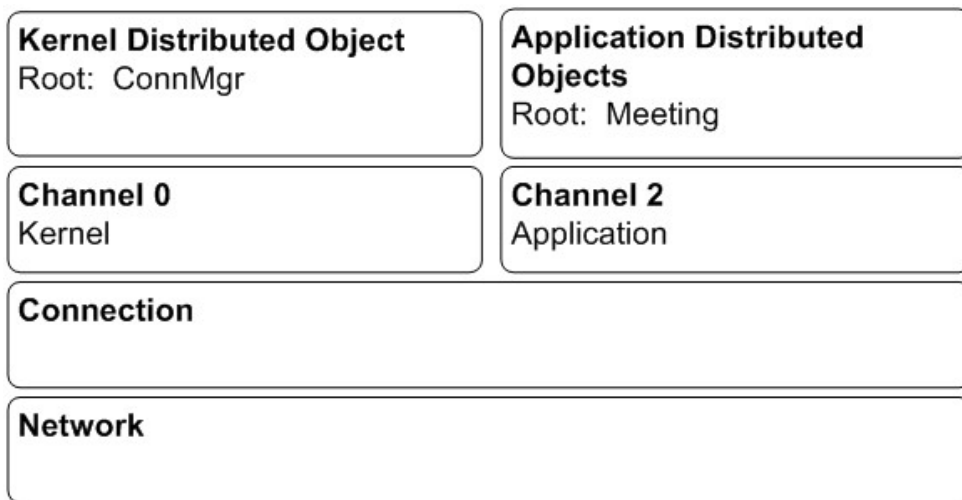 Kernel Distributed Object
Root:  ConnMgr
Application Distributed
Objects
Root:  Meeting
Channel 0
Kernel
Channel 2
Application
Connection
Network